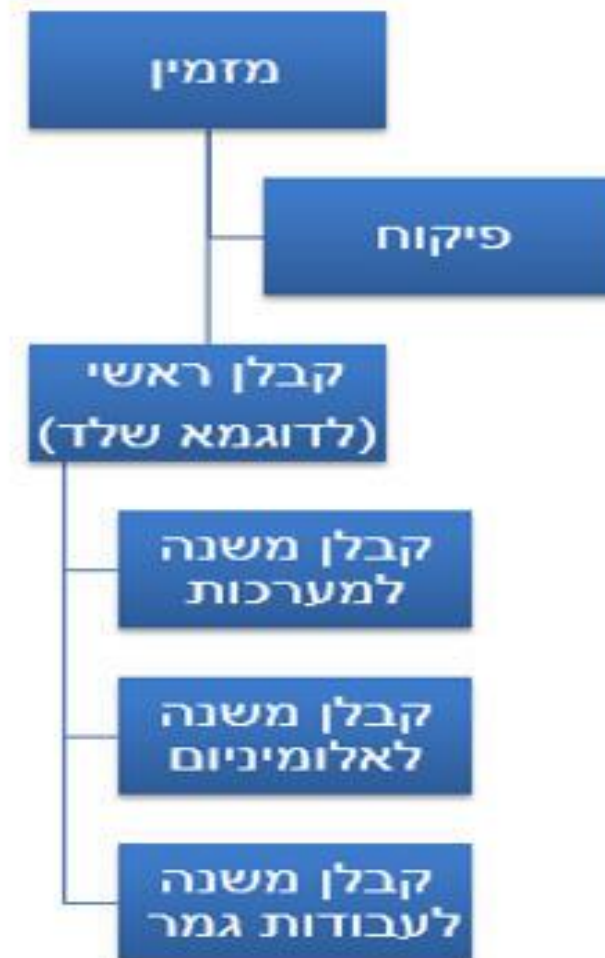 מזמין
פיקוח
קבלן ראשי
(לדוגמא שלד)
קבלן משנה
למערכות
קבלן משנה
לאלומיניום
קבלן משנה
לעבודות גמר